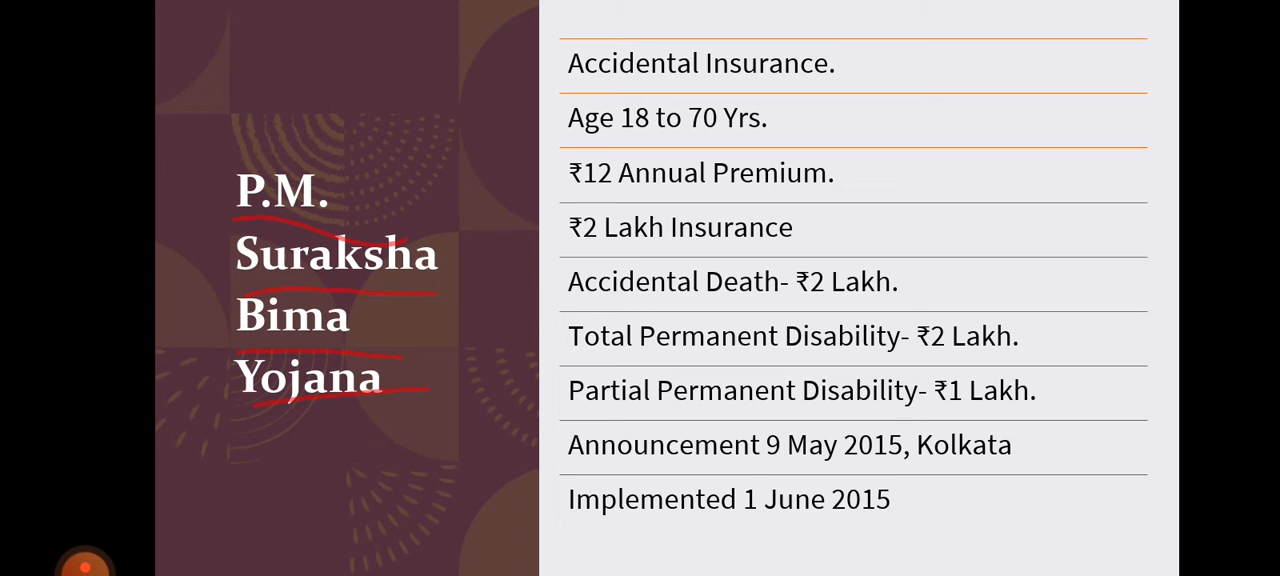 P.M.
Suraksha
Bima
Yojana
Accidental Insurance.
Age 18 to 70 Yrs.
₹12 Annual Premium.
₹2 Lakh Insurance
Accidental Death- ₹2 Lakh.
Total Permanent Disability- ₹2 Lakh.
Partial Permanent Disability- ₹1 Lakh.
Announcement 9 May 2015, Kolkata
Implemented 1 June 2015